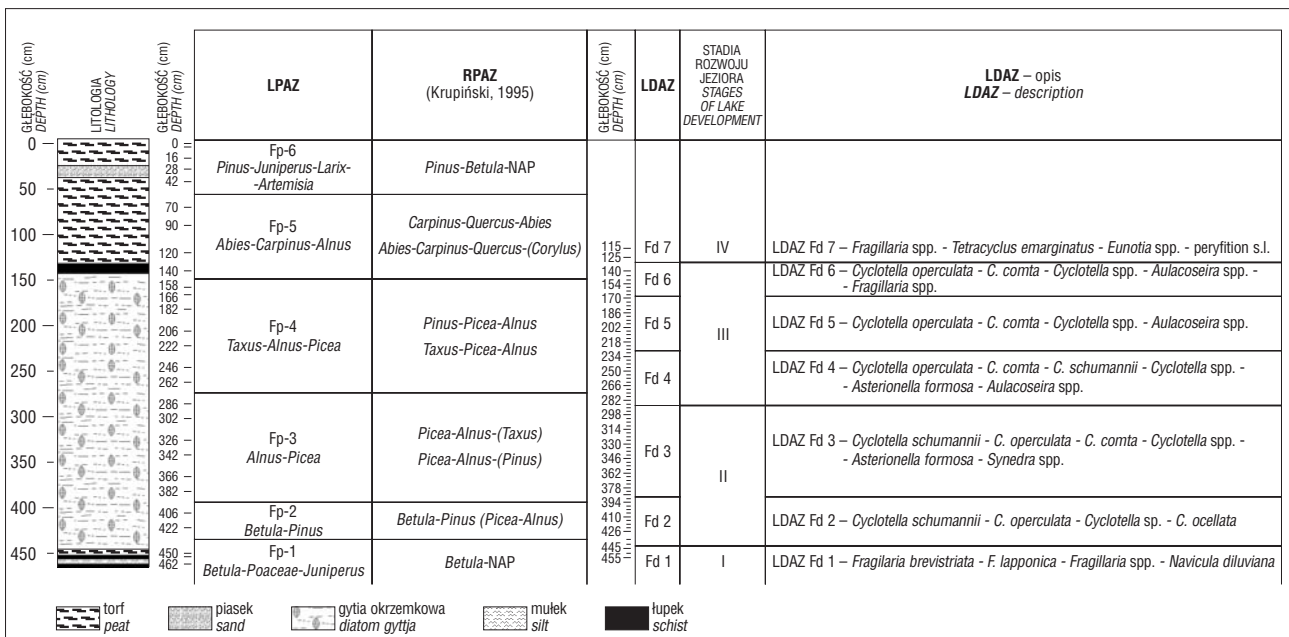 GŁĘBOKOŚĆ (cm)
DEPTH (cm)
LITOLOGIA
LITHOLOGY
GŁĘBOKOŚĆ (cm)
DEPTH (cm)
LPAZ
RPAZ
(Krupiński, 1995)
GŁĘBOKOŚĆ (cm)
DEPTH (cm)
LDAZ
STADIA
ROZWOJU
JEZIORA
STAGES
OF LAKE
DEVELOPMENT
LDAZ – opis
LDAZ – description
0
50
100
150
200
250
300
350
400
450
0
16
28
42
70
90
120
140
158
166
182
206
222
246
262
286
302
326
342
366
382
406
422
450
462
Fp-6
Pinus-Juniperus-Larix-
-Artemisia
Fp-5
Abies-Carpinus-Alnus
Fp-4
Taxus-Alnus-Picea
Fp-3
Alnus-Picea
Fp-2
Betula-Pinus
Fp-1
Betula-Poaceae-Juniperus
Pinus-Betula-NAP
Carpinus-Quercus-Abies
Abies-Carpinus-Quercus-(Corylus)
Pinus-Picea-Alnus
Taxus-Picea-Alnus
Picea-Alnus-(Taxus)
Picea-Alnus-(Pinus)
Betula-Pinus (Picea-Alnus)
Betula-NAP
115
125
140
154
170
186
202
218
234
250
266
282
298
314
330
346
362
378
394
410
426
445
455
Fd 7
Fd 6
Fd 5
Fd 4
Fd 3
Fd 2
Fd 1
IV
III
II
I
LDAZ Fd 7 – Fragillaria spp. - Tetracyclus emarginatus - Eunotia spp. - peryfition s.l.
LDAZ Fd 6 – Cyclotella operculata - C. comta - Cyclotella spp. - Aulacoseira spp. -
- Fragillaria spp.
LDAZ Fd 5 – Cyclotella operculata - C. comta - Cyclotella spp. - Aulacoseira spp.
LDAZ Fd 4 – Cyclotella operculata - C. comta - C. schumannii - Cyclotella spp. -
- Asterionella formosa - Aulacoseira spp.
LDAZ Fd 3 – Cyclotella schumannii - C. operculata - C. comta - Cyclotella spp. -
- Asterionella formosa - Synedra spp.
LDAZ Fd 2 – Cyclotella schumannii - C. operculata - Cyclotella sp. - C. ocellata
LDAZ Fd 1 – Fragilaria brevistriata - F. lapponica - Fragillaria spp. - Navicula diluviana
torf
peat
piasek
sand
gytia okrzemkowa
diatom gyttja
mułek
silt
łupek
schist